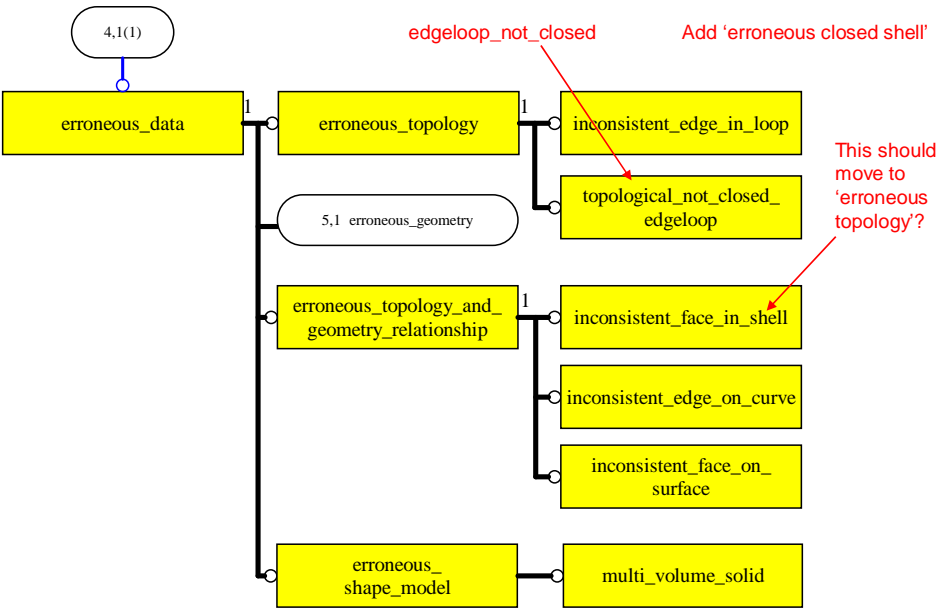 4,1(1)
edgeloop_not_closed
Add ‘erroneous closed shell’
1
1
erroneous_data
erroneous_topology
inconsistent_edge_in_loop
This should
move to
‘erroneous
topology’?
topological_not_closed_
edgeloop
5,1 erroneous_geometry
erroneous_topology_and_
geometry_relationship
1
inconsistent_face_in_shell
inconsistent_edge_on_curve
inconsistent_face_on_
surface
erroneous_
shape_model
multi_volume_solid